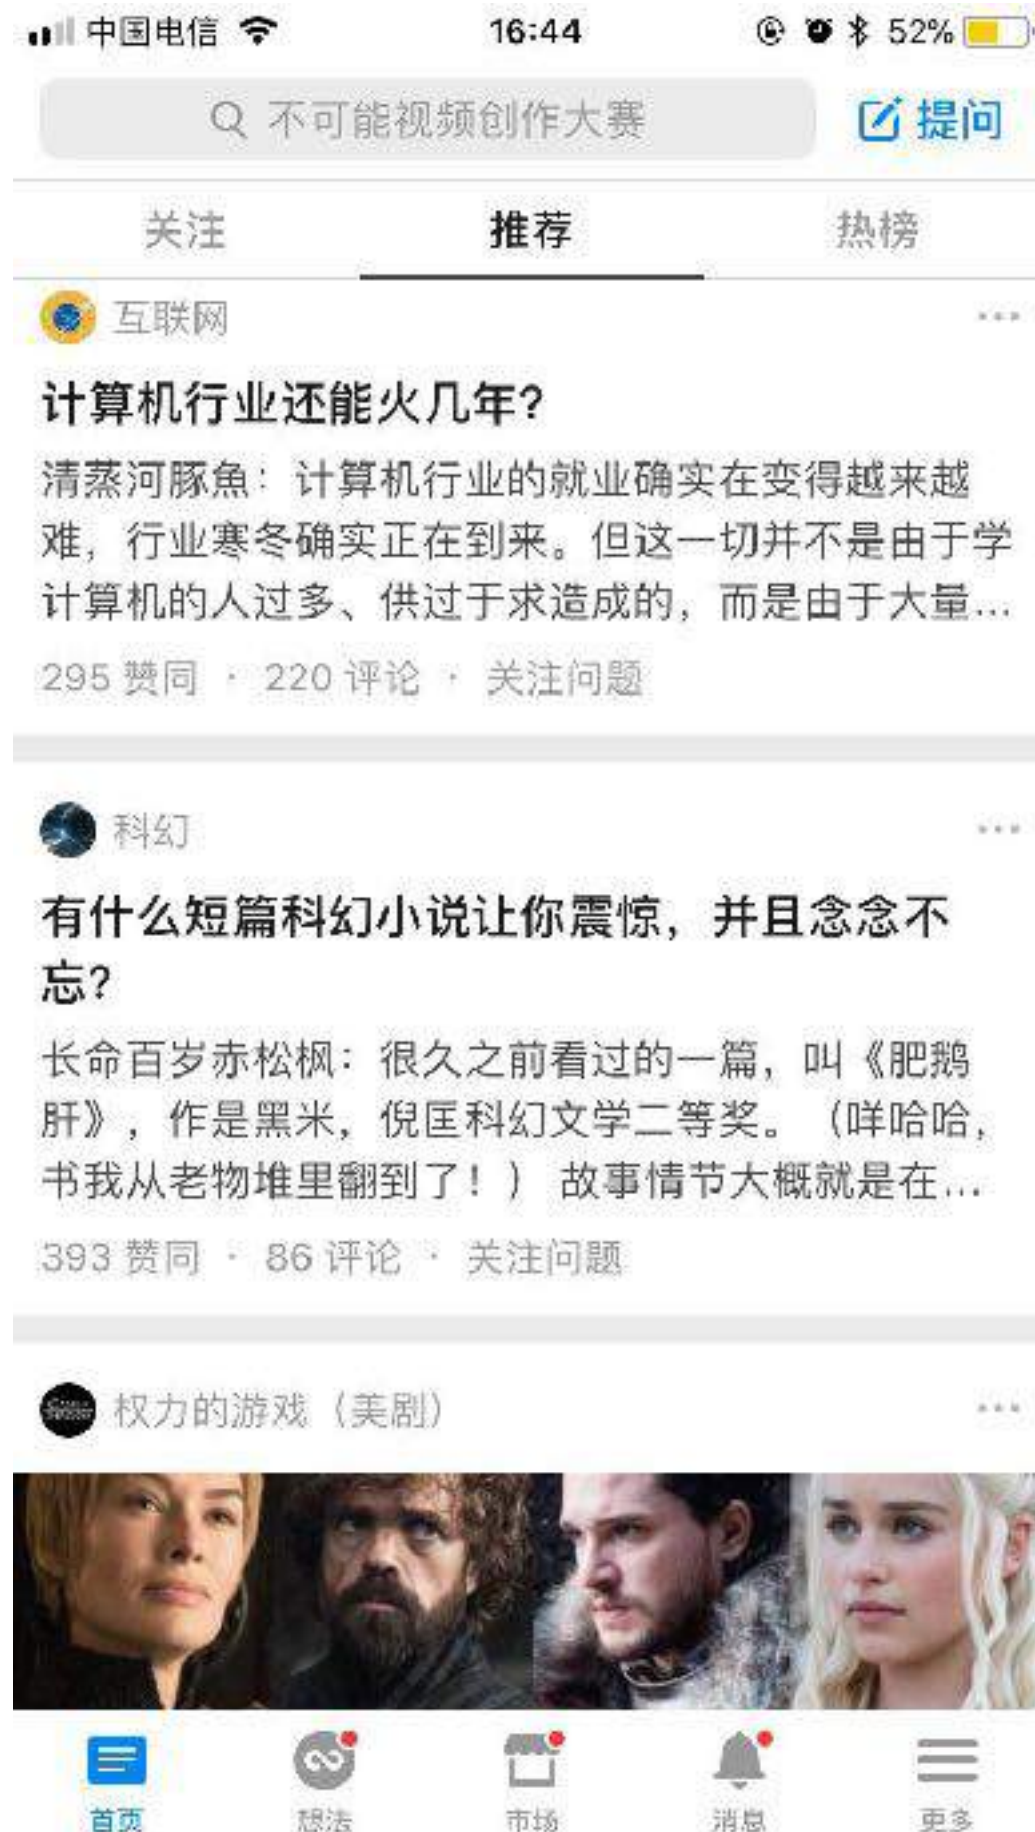 中国电信
16:44
52%
不可能视频创作大赛
提问
关注
推荐
热榜
互联网
计算机行业还能火几年?
清蒸河豚魚：计算机行业的就业确实在变得越来越
难，行业寒冬确实正在到来。但这一切并不是由于学
计算机的人过多、供过于求造成的，而是由于大量...
295 赞同 · 220 评论 · 关注问题
科幻
有什么短篇科幻小说让你震惊，并且念念不
忘?
长命百岁赤松枫：很久之前看过的一篇，叫《肥鹅
肝》，作是黑米，倪匡科幻文学二等奖。（咩哈哈，
书我从老物堆里翻到了！） 故事情节大概就是在...
393 赞同 · 86 评论 · 关注问题
权力的游戏（美剧）
首页
想法
市场
消息
更多